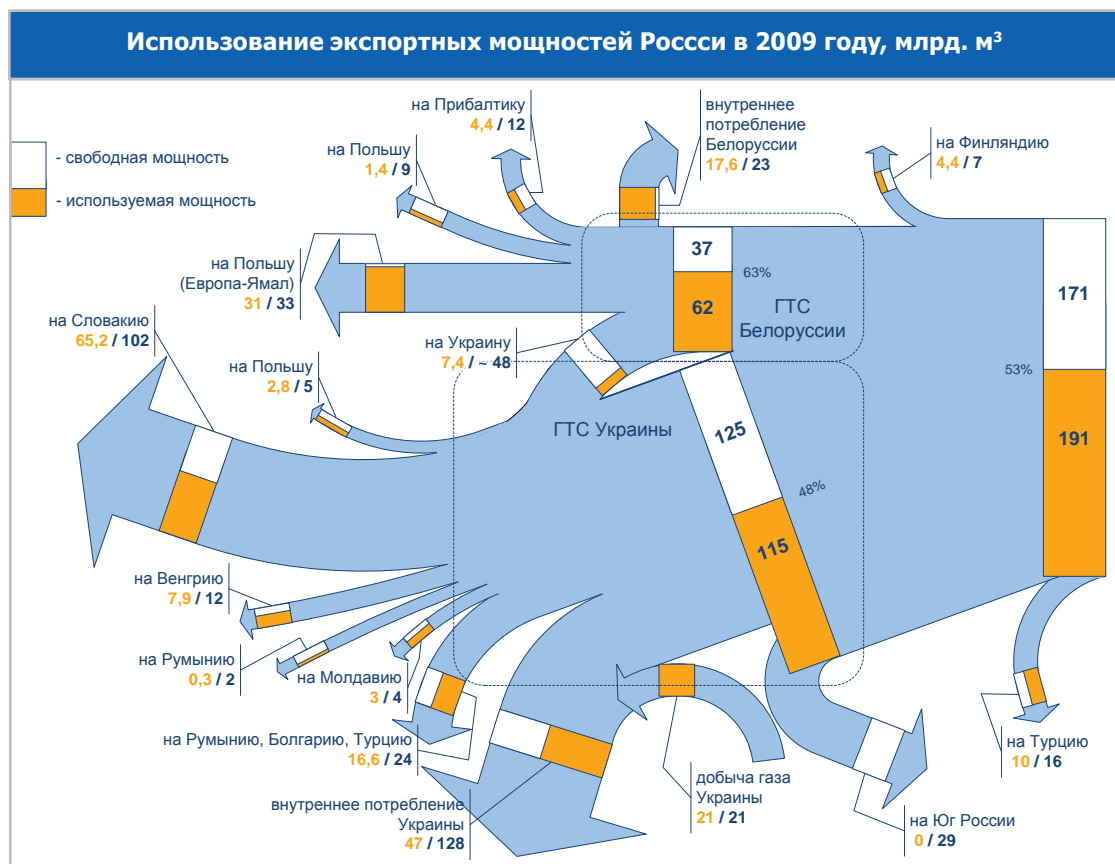 Использование экспортных мощностей Россси в 2009 году, млрд. м³
- свободная мощность
- используемая мощность
на Прибалтику
4,4 / 12
на Польшу
1,4 / 9
внутреннее
потребление
Белоруссии
17,6 / 23
на Финляндию
4,4 / 7
на Польшу
(Европа-Ямал)
31 / 33
37
63%
62
ГТС
Белоруссии
171
53%
191
на Словакию
65,2 / 102
на Украину
7,4 / ~ 48
на Польшу
2,8 / 5
ГТС Украины
125
48%
115
на Венгрию
7,9 / 12
на Румынию
0,3 / 2
на Молдавию
3 / 4
на Румынию, Болгарию, Турцию
16,6 / 24
внутреннее потребление
Украины
47 / 128
добыча газа
Украины
21 / 21
на Юг России
0 / 29
на Турцию
10 / 16